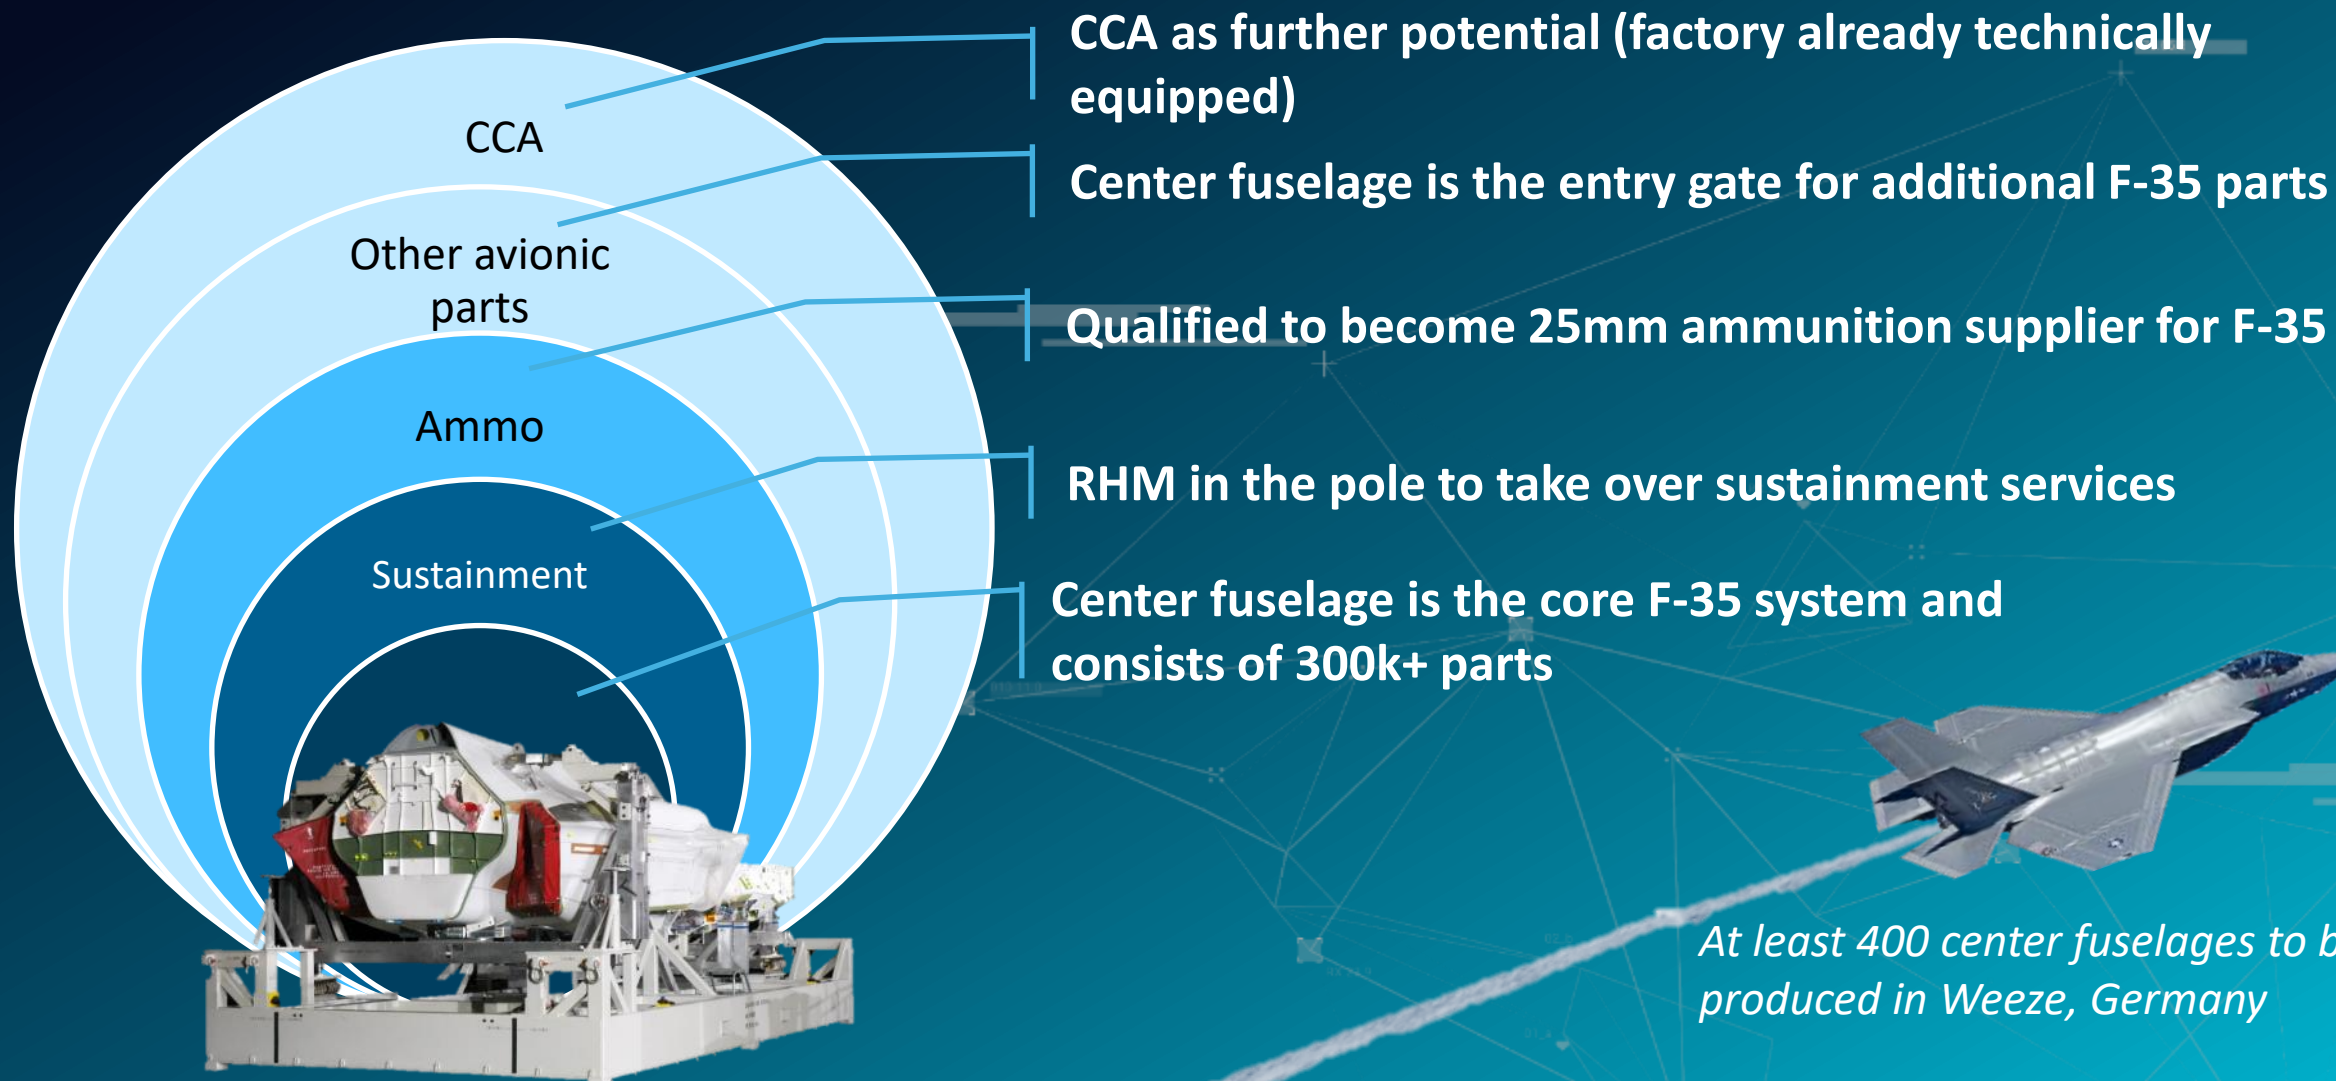 CCA as further potential (factory already technically
equipped)
CCA
Center fuselage is the entry gate for additional F-35 parts
Other avionic
parts
Qualified to become 25mm ammunition supplier for F-35
Ammo
RHM in the pole to take over sustainment services
Sustainment
Center fuselage is the core F-35 system and
consists of 300k+ parts
At least 400 center fuselages to
produced in Weeze, Germany